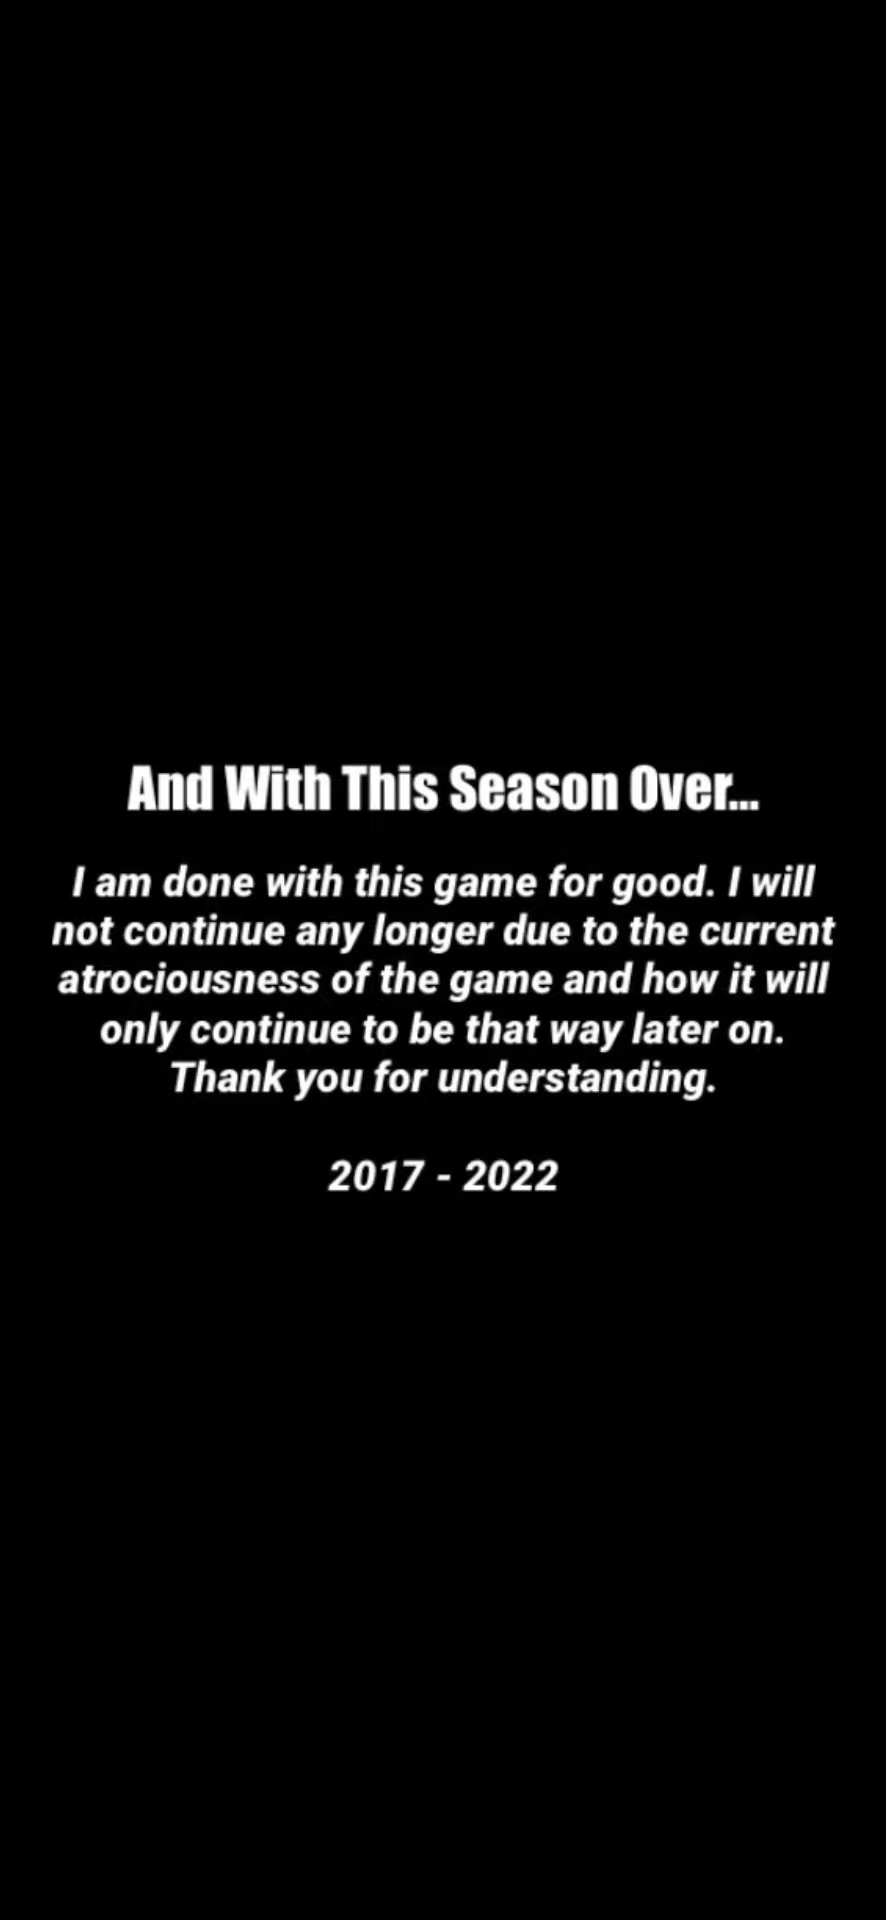 And With This Season Over...
I am done with this game for good. I will
not continue any longer due to the current
atrociousness of the game and how it will
only continue to be that way later on.
Thank you for understanding.
2017 - 2022